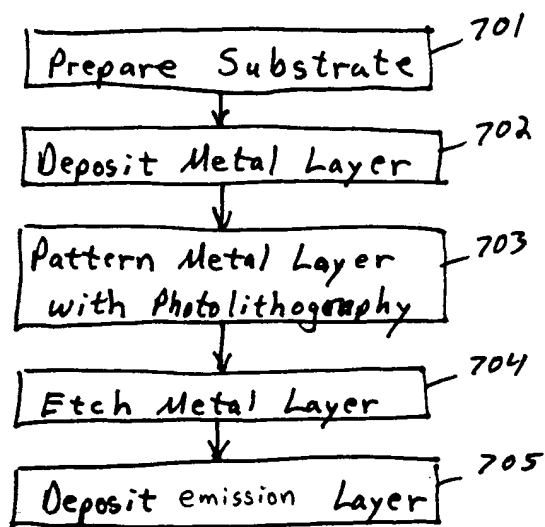 701
Prepare Substrate
702
Deposit Metal Layer
703
Pattern Metal Layer
with Photolithography
704
Etch Metal Layer
705
Deposit emission Layer